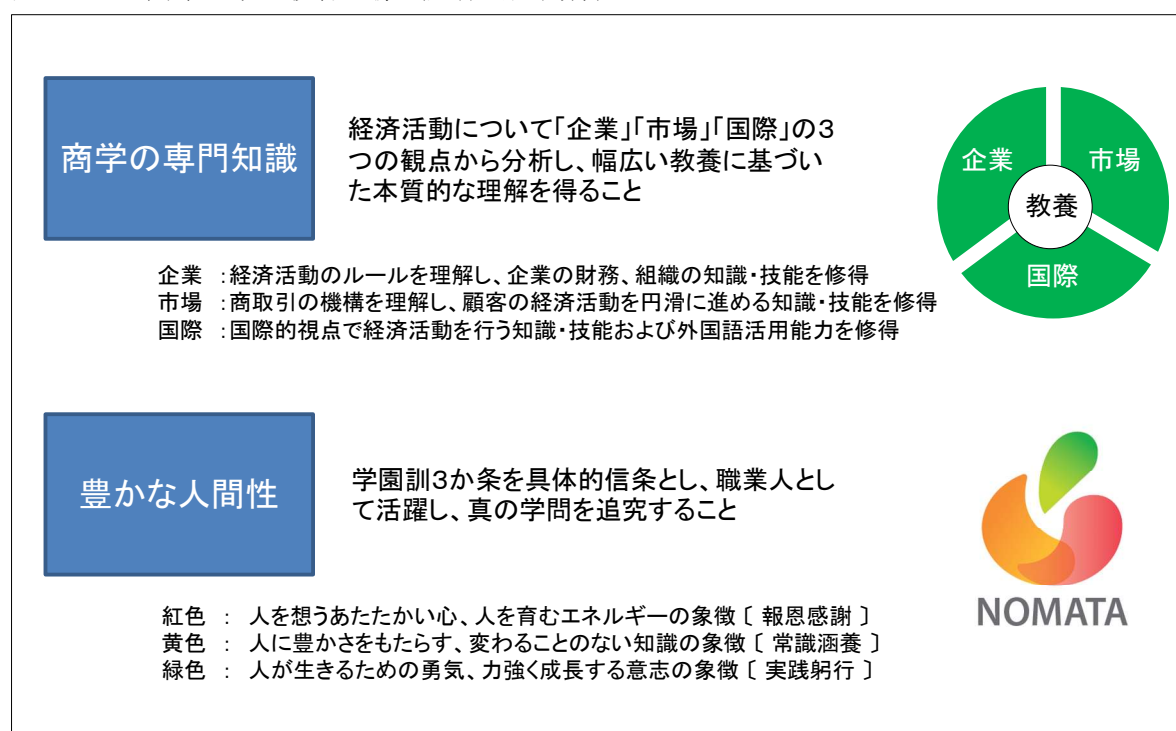 商学の専門知識
経済活動について「企業」「市場」「国際」の3
つの観点から分析し、幅広い教養に基づい
た本質的な理解を得ること
企業
市場
教養
国際
企業 :経済活動のルールを理解し、企業の財務、組織の知識・技能を修得
市場 :商取引の機構を理解し、顧客の経済活動を円滑に進める知識・技能を修得
国際 :国際的視点で経済活動を行う知識・技能および外国語活用能力を修得
豊かな人間性
学園訓3か条を具体的信条とし、職業人とし
て活躍し、真の学問を追究すること
NOMATA
紅色 : 人を想うあたたかい心、人を育むエネルギーの象徴〔 報恩感謝 〕
黄色 : 人に豊かさをもたらす、変わることのない知識の象徴〔 常識涵養 〕
緑色 : 人が生きるための勇気、力強く成長する意志の象徴〔 実践躬行 〕